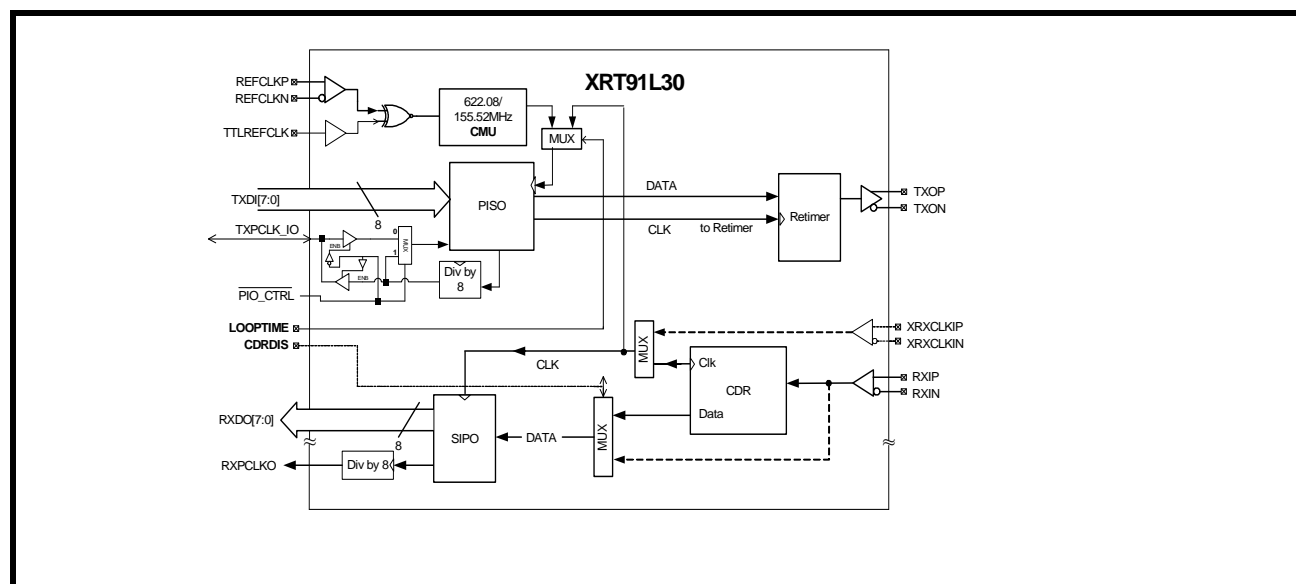 XRT91L30
REFCLKP
REFCLKN
TTLREFCLK
622.08/
155.52MHz
CMU
MUX
TXDI[7:0]
8
PISO
DATA
CLK
to Retimer
Retimer
TXOP
TXON
TXPCLK_IO
ENB
0
MUX
1
ENB
Div by
8
PIO_CTRL
LOOPTIME
CDRDIS
MUX
XRXCLKIP
XRXCLKIN
CLK
Clk
CDR
Data
RXIP
RXIN
RXDO[7:0]
8
SIPO
DATA
MUX
RXPCLKO
Div by 8